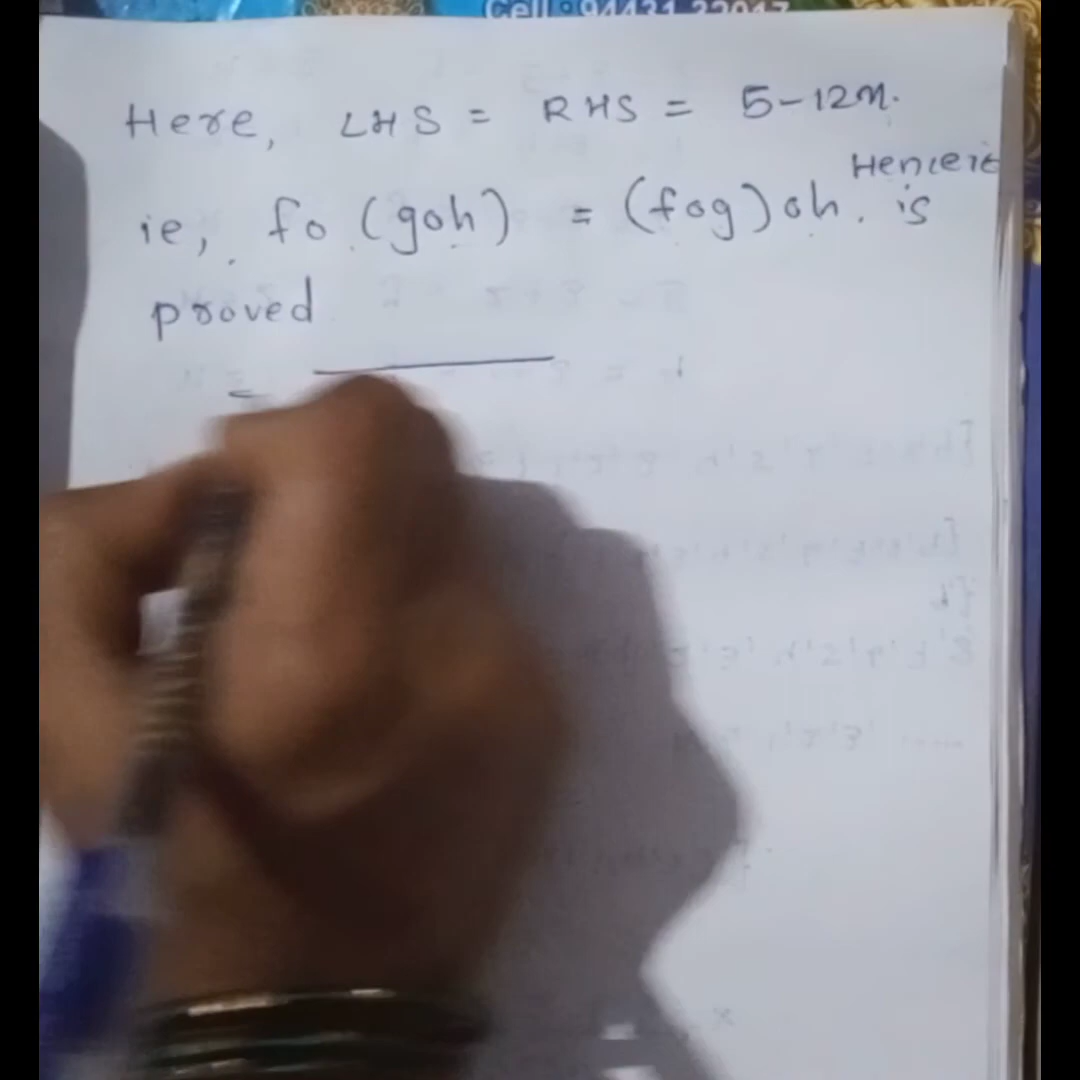 Here, LHS = RHS = 5-12x.
ie, fo (goh) = (fog)oh. Hence it is
proved